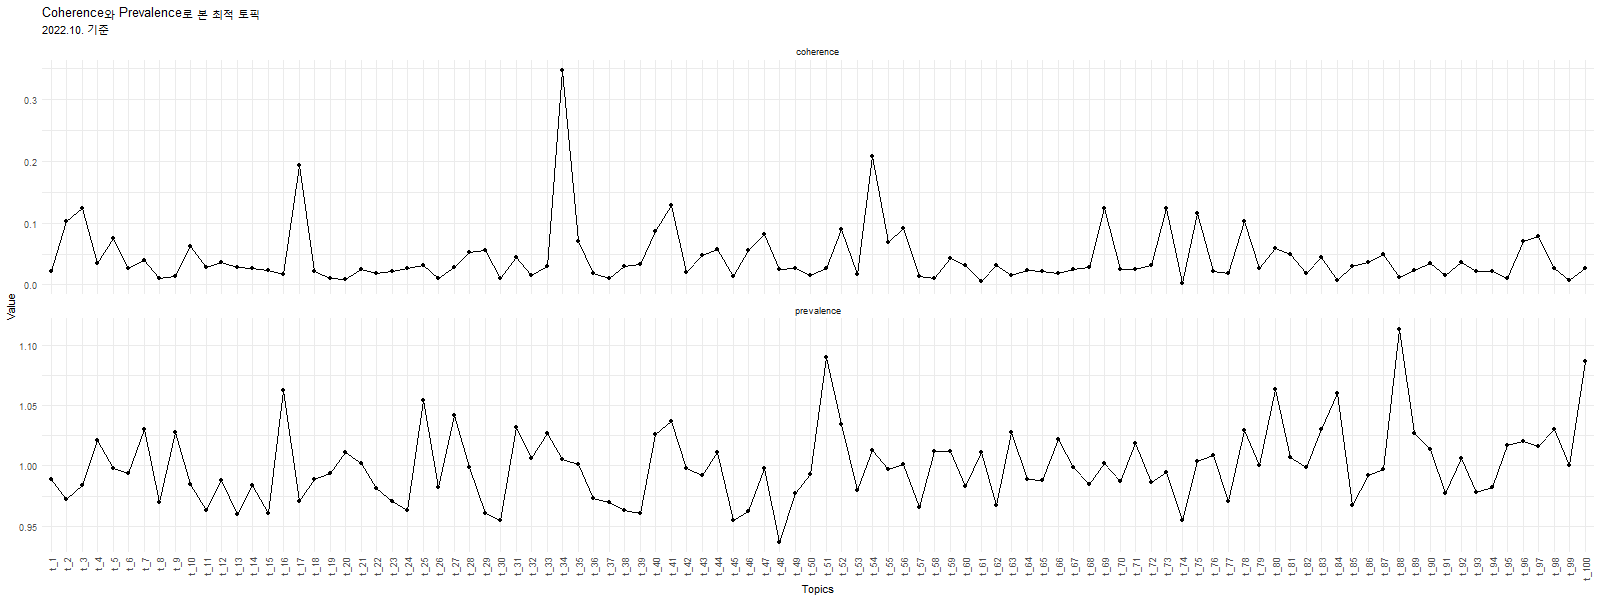 Coherence와 Prevalence로 본 최적 토픽
2022.10. 기준
coherence
0.3
0.2
0.1
0.0
Value
prevalence
1.10
1.05
1.00
0.95
t_1 t_2 t_3 t_4 t_5 t_6 t_7 t_8 t_9 t_10 t_11 t_12 t_13 t_14 t_15 t_16 t_17 t_18 t_19 t_20 t_21 t_22 t_23 t_24 t_25 t_26 t_27 t_28 t_29 t_30 t_31 t_32 t_33 t_34 t_35 t_36 t_37 t_38 t_39 t_40 t_41 t_42 t_43 t_44 t_45 t_46 t_47 t_48 t_49 t_50 t_51 t_52 t_53 t_54 t_55 t_56 t_57 t_58 t_59 t_60 t_61 t_62 t_63 t_64 t_65 t_66 t_67 t_68 t_69 t_70 t_71 t_72 t_73 t_74 t_75 t_76 t_77 t_78 t_79 t_80 t_81 t_82 t_83 t_84 t_85 t_86 t_87 t_88 t_89 t_90 t_91 t_92 t_93 t_94 t_95 t_96 t_97 t_98 t_99 t_100
Topics